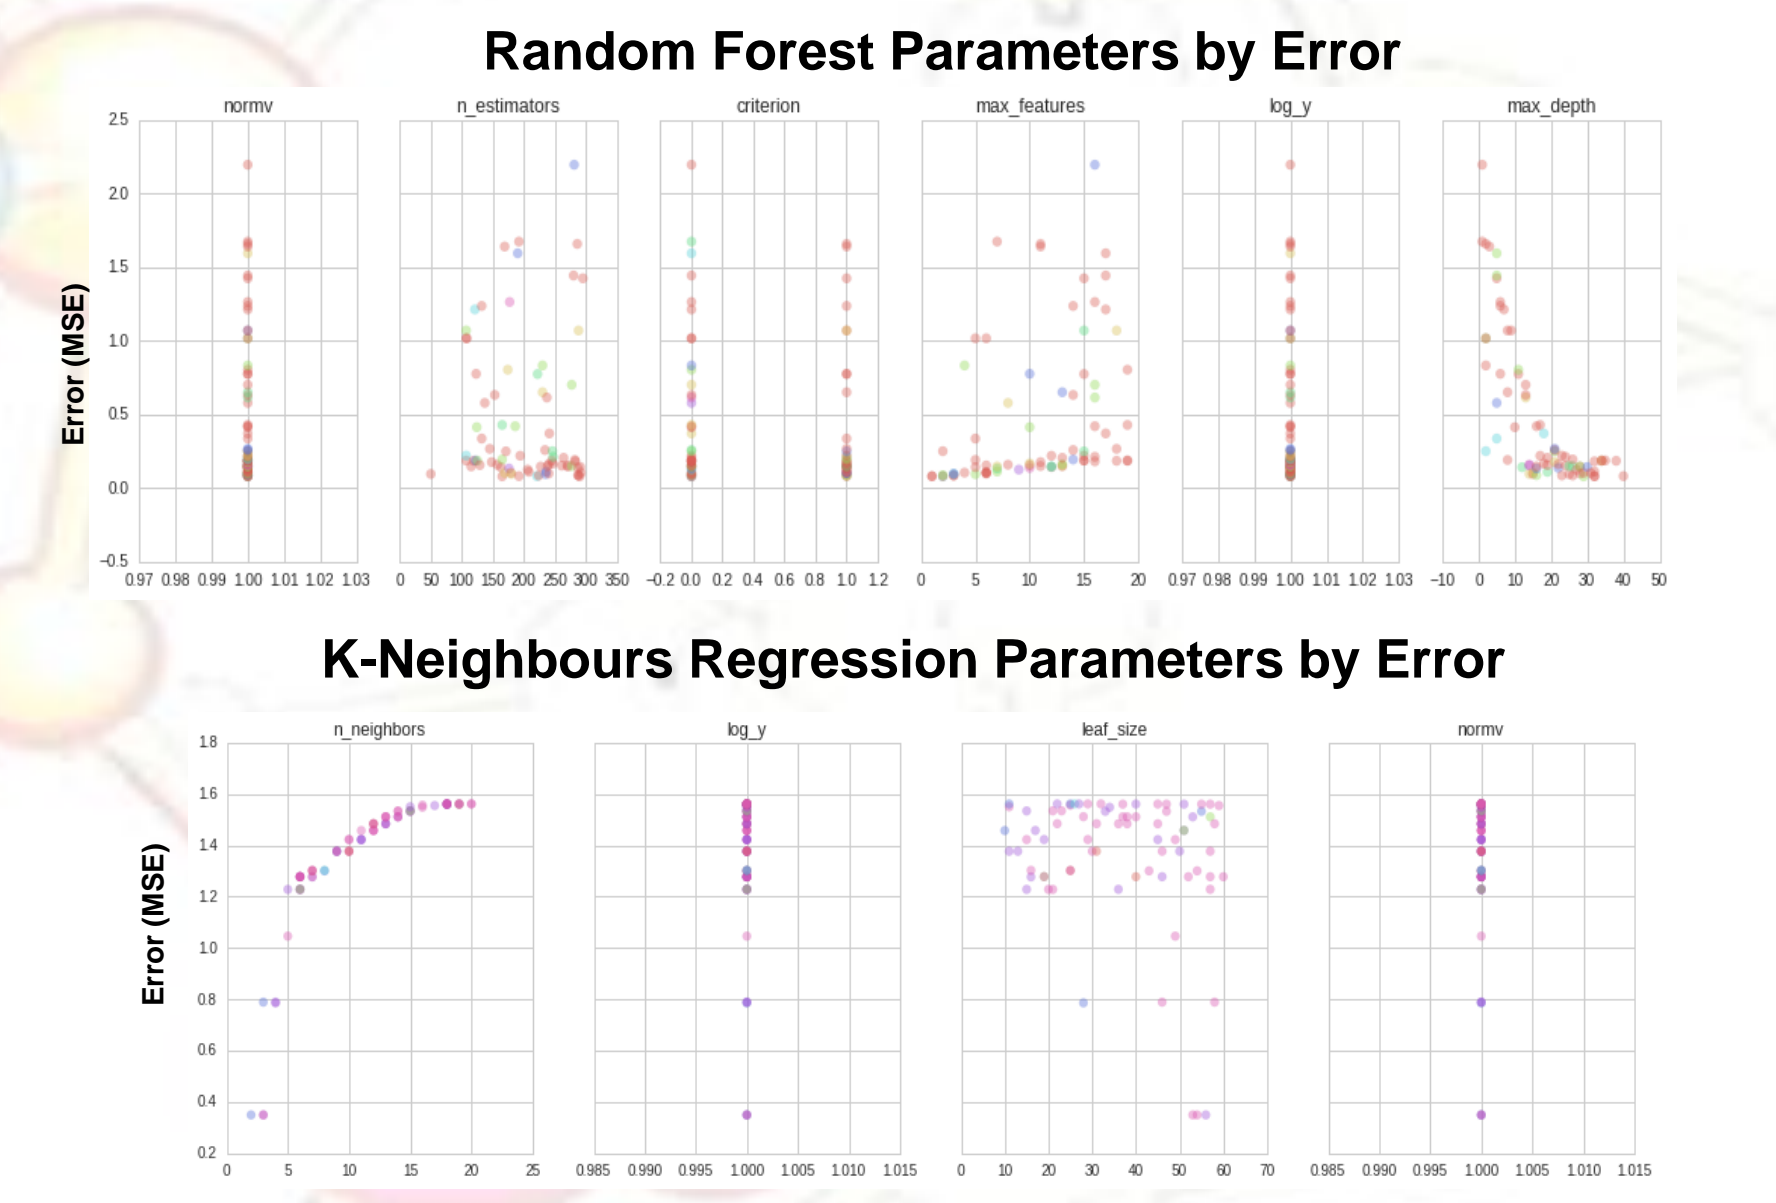 Random Forest Parameters by Error
normv n_estimators criterion max_features log_y max_depth
2.5
2.0
1.5
1.0
0.5
0.0
−0.5
Error (MSE)
0.97 0.98 0.99 1.00 1.01 1.02 1.03 0 50 100 150 200 250 300 350 −0.2 0.0 0.2 0.4 0.6 0.8 1.0 1.2 0 5 10 15 20 0.97 0.98 0.99 1.00 1.01 1.02 1.03 −10 0 10 20 30 40 50
K-Neighbours Regression Parameters by Error
n_neighbors log_y leaf_size normv
1.8
1.6
1.4
1.2
1.0
0.8
0.6
0.4
0.2
Error (MSE)
0 5 10 15 20 25 0.985 0.990 0.995 1.000 1.005 1.010 1.015 0 10 20 30 40 50 60 70 0.985 0.990 0.995 1.000 1.005 1.010 1.015